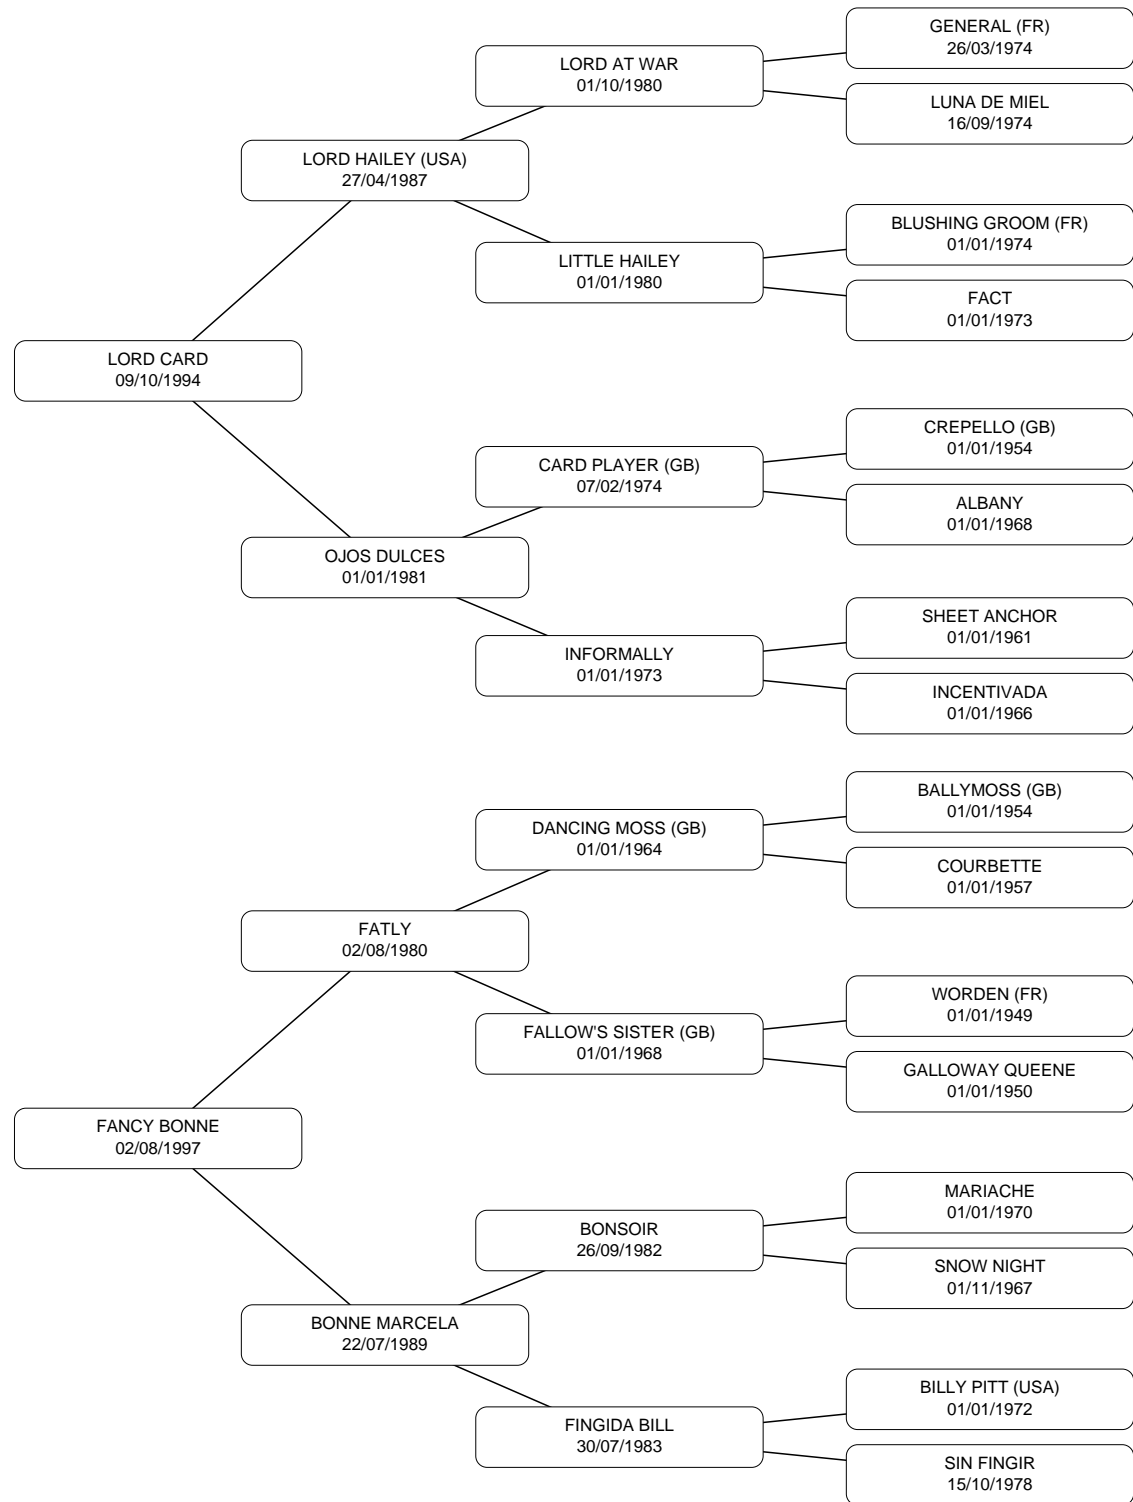 GENERAL (FR)
26/03/1974
LORD AT WAR
01/10/1980
LUNA DE MIEL
16/09/1974
LORD HAILEY (USA)
27/04/1987
BLUSHING GROOM (FR)
01/01/1974
LITTLE HAILEY
01/01/1980
FACT
01/01/1973
LORD CARD
09/10/1994
CREPELLO (GB)
01/01/1954
CARD PLAYER (GB)
07/02/1974
ALBANY
01/01/1968
OJOS DULCES
01/01/1981
SHEET ANCHOR
01/01/1961
INFORMALLY
01/01/1973
INCENTIVADA
01/01/1966
BALLYMOSS (GB)
01/01/1954
DANCING MOSS (GB)
01/01/1964
COURBETTE
01/01/1957
FATLY
02/08/1980
WORDEN (FR)
01/01/1949
FALLOW'S SISTER (GB)
01/01/1968
GALLOWAY QUEENE
01/01/1950
FANCY BONNE
02/08/1997
MARIACHE
01/01/1970
BONSOIR
26/09/1982
SNOW NIGHT
01/11/1967
BONNE MARCELA
22/07/1989
BILLY PITT (USA)
01/01/1972
FINGIDA BILL
30/07/1983
SIN FINGIR
15/10/1978